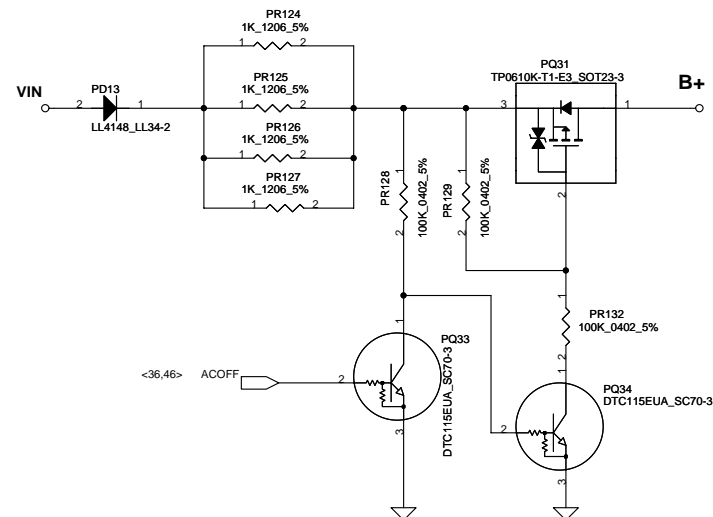 PR124
1K_1206_5%
1 2
PR125
1K_1206_5%
1 2
PR126
1K_1206_5%
1 2
PR127
1K_1206_5%
1 2
VIN
PD13
2 1
LL4148_LL34-2
PQ31
TP0610K-T1-E3_SOT23-3
B+
3 1
2
PR128
100K_0402_5%
1 2
PR129
100K_0402_5%
1 2
PR132
100K_0402_5%
1 2
<36,46> ACOFF
PQ33
DTC115EUA_SC70-3
1
2
3
PQ34
DTC115EUA_SC70-3
1
2
3